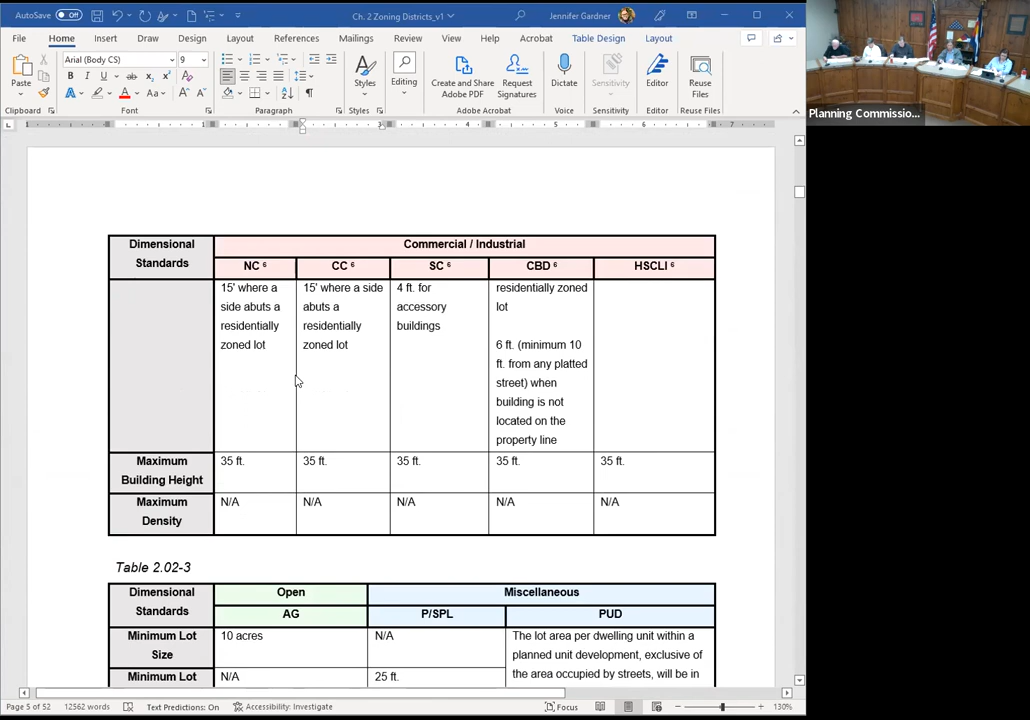 AutoSave Off
Ch. 2 Zoning Districts_v1
Jennifer Gardner
File Home Insert Draw Design Layout References Mailings Review View Help Acrobat Table Design Layout
Arial (Body CS) 9
Paste
Styles
Editing
Create and Share Adobe PDF
Request Signatures
Dictate
Sensitivity
Editor
Reuse Files
Clipboard Font Paragraph Styles Adobe Acrobat Voice Sensitivity Editor Reuse Files
Planning Commissio...
Dimensional Standards
Commercial / Industrial
NC 6 CC 6 SC 6 CBD 6 HSCLI 6
15' where a
side abuts a
residentially
zoned lot
15' where a side
abuts a
residentially
zoned lot
4 ft. for
accessory
buildings
residentially zoned
lot
6 ft. (minimum 10
ft. from any platted
street) when
building is not
located on the
property line
Maximum
Building Height
35 ft. 35 ft. 35 ft. 35 ft. 35 ft.
Maximum
Density
N/A N/A N/A N/A N/A
Table 2.02-3
Dimensional
Standards
Open Miscellaneous
AG P/SPL PUD
Minimum Lot
Size
10 acres N/A
The lot area per dwelling unit within a
planned unit development, exclusive of
the area occupied by streets, will be in
Minimum Lot
N/A 25 ft.
Page 5 of 52 12562 words Text Predictions: On Accessibility: Investigate Focus 130%